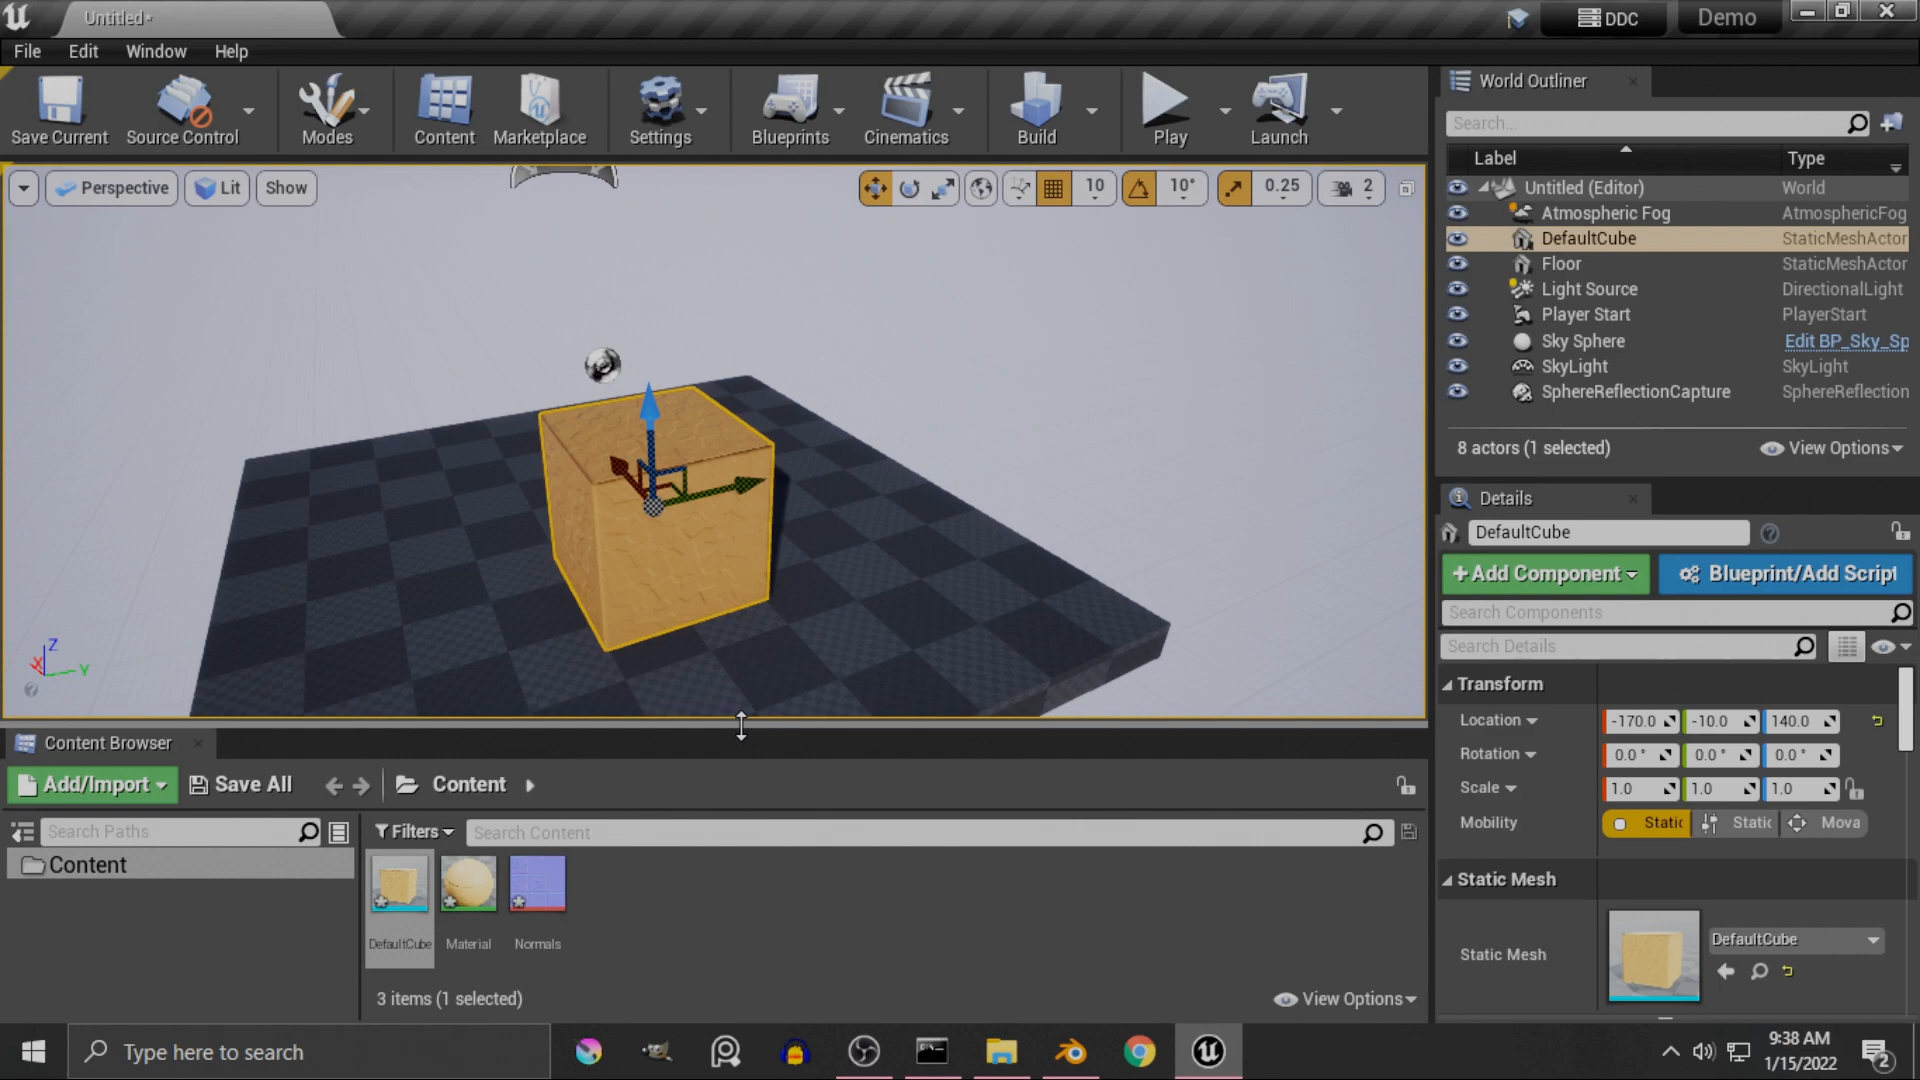 Untitled*
DDC
Demo
File Edit Window Help
Save Current Source Control Modes Content Marketplace Settings Blueprints Cinematics Build Play Launch
Perspective Lit Show
10 10° 0.25 2
Z
X Y
World Outliner
Search...
Label Type
Untitled (Editor) World
Atmospheric Fog AtmosphericFog
DefaultCube StaticMeshActor
Floor StaticMeshActor
Light Source DirectionalLight
Player Start PlayerStart
Sky Sphere Edit BP_Sky_Sp
SkyLight SkyLight
SphereReflectionCapture SphereReflection
8 actors (1 selected) View Options
Details
DefaultCube
+Add Component Blueprint/Add Script
Search Components
Search Details
Transform
Location -170.0 -10.0 140.0
Rotation 0.0° 0.0° 0.0°
Scale 1.0 1.0 1.0
Mobility Static Static Mova
Static Mesh
Static Mesh DefaultCube
Content Browser
Add/Import Save All Content
Search Paths Filters Search Content
Content
DefaultCube Material Normals
3 items (1 selected) View Options
Type here to search
9:38 AM
1/15/2022
2